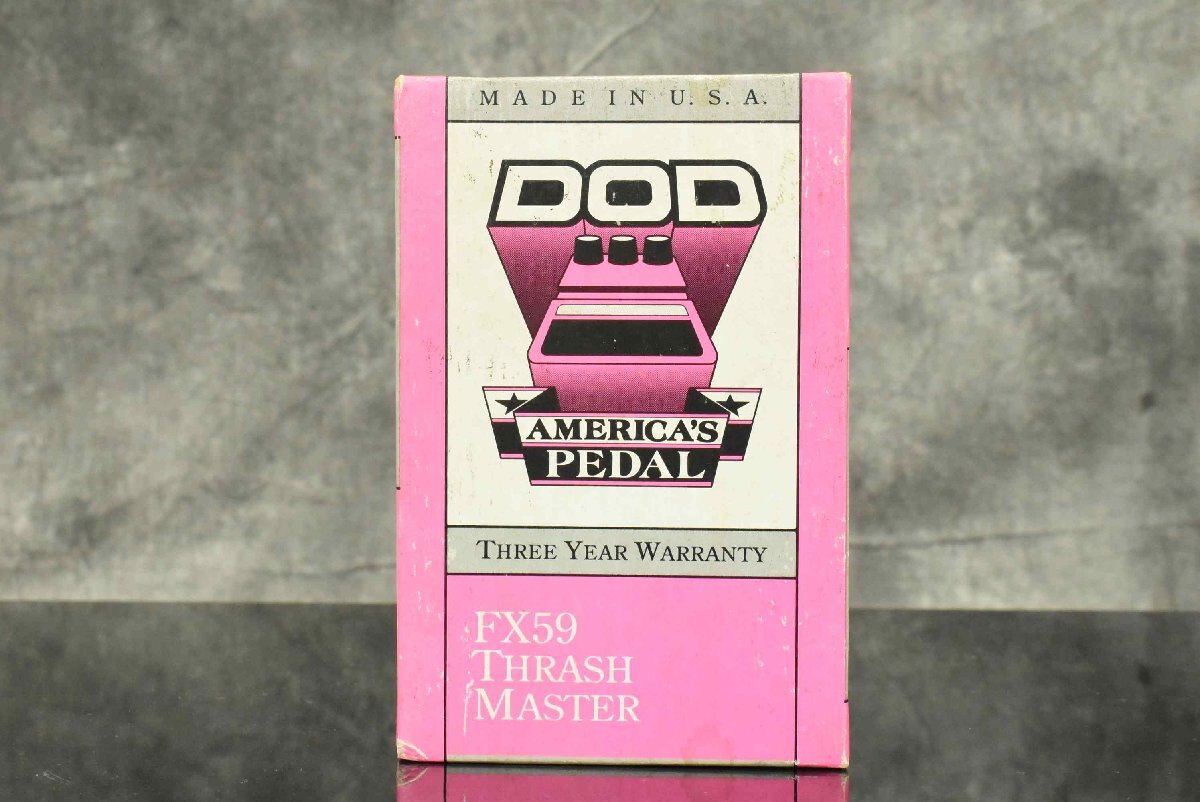 MADE IN U.S.A.
DOD
AMERICA'S
PEDAL
THREE YEAR WARRANTY
FX59
THRASH
MASTER